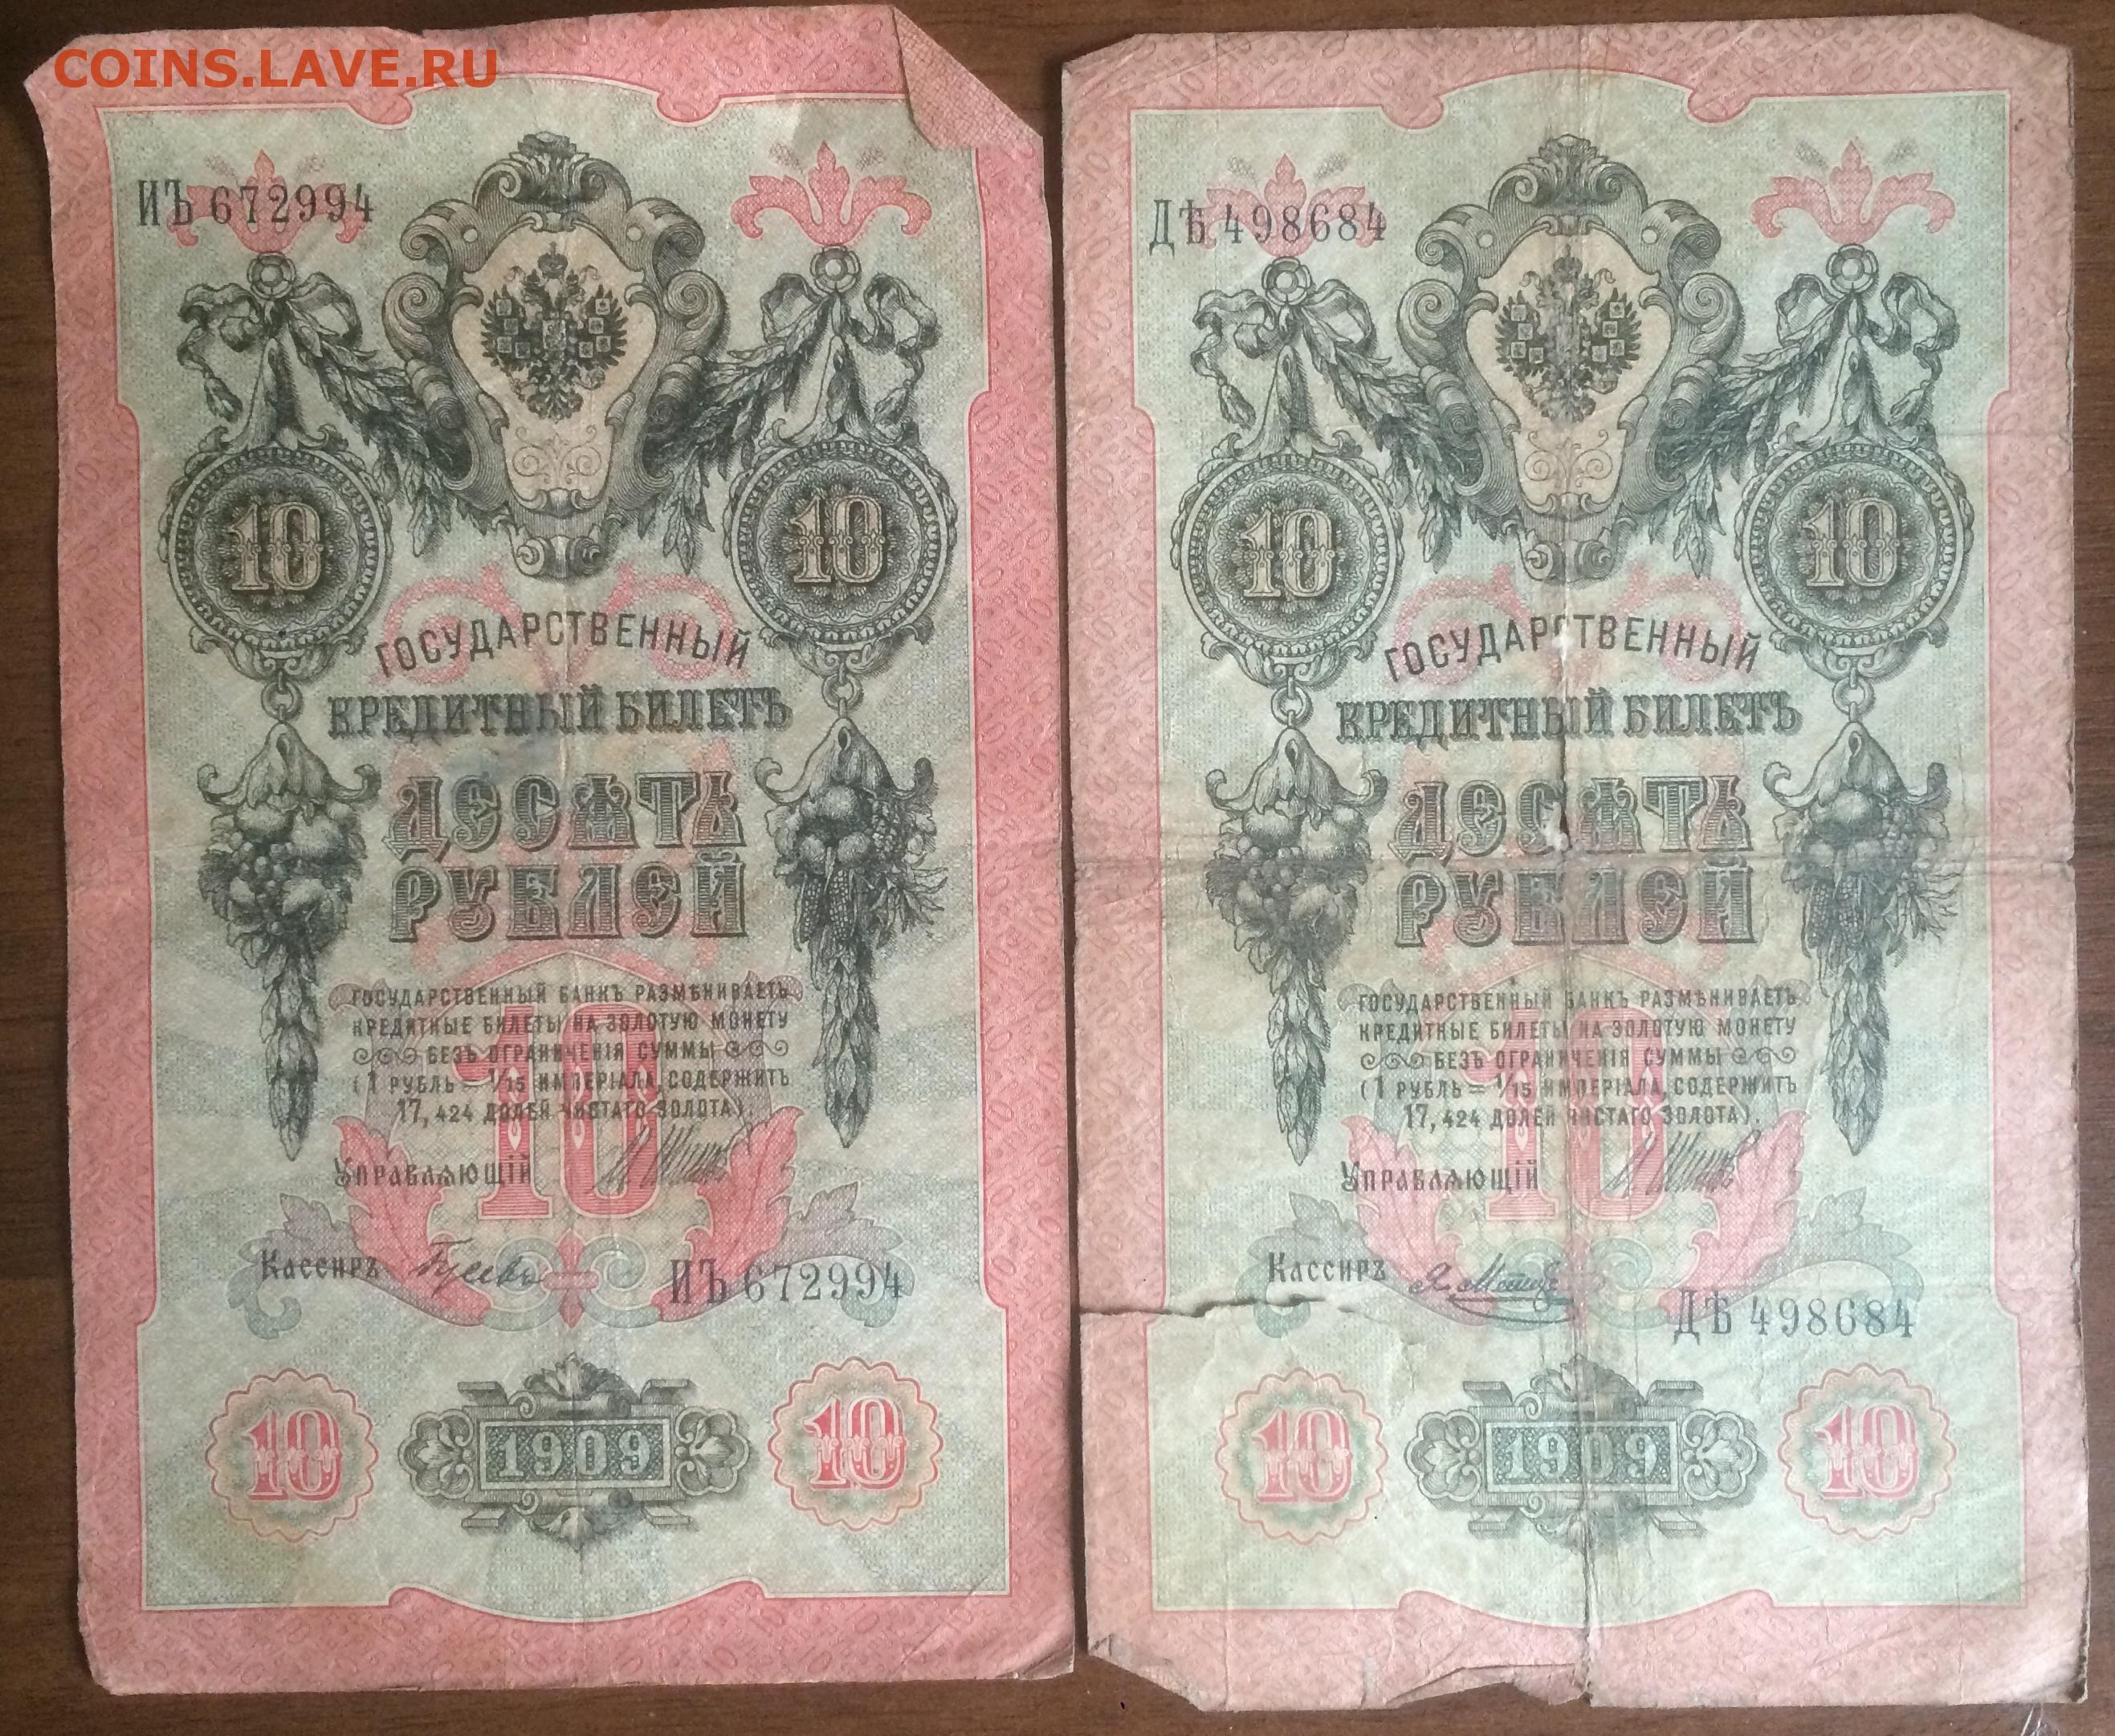 COINS.LAVE.RU
ИЪ 672994
10 10
ГОСУДАРСТВЕННЫЙ
КРЕДИТНЫЙ БИЛЕТЪ
ДЕСЯТЬ
РУБЛЕЙ
ГОСУДАРСТВЕННЫЙ БАНКЪ РАЗМѢНИВАЕТЪ
КРЕДИТНЫЕ БИЛЕТЫ НА ЗОЛОТУЮ МОНЕТУ
БЕЗЪ ОГРАНИЧЕНІЯ СУММЫ
(1 РУБЛЬ = 1/15 ИМПЕРІАЛА, СОДЕРЖИТЪ
17,424 ДОЛЕЙ ЧИСТАГО ЗОЛОТА).
10
УПРАВЛЯЮЩІЙ
КАССИРЪ Гусевъ ИЪ 672994
10 1909 10
ДѢ 498684
10 10
ГОСУДАРСТВЕННЫЙ
КРЕДИТНЫЙ БИЛЕТЪ
ДЕСЯТЬ
РУБЛЕЙ
ГОСУДАРСТВЕННЫЙ БАНКЪ РАЗМѢНИВАЕТЪ
КРЕДИТНЫЕ БИЛЕТЫ НА ЗОЛОТУЮ МОНЕТУ
БЕЗЪ ОГРАНИЧЕНІЯ СУММЫ
(1 РУБЛЬ = 1/15 ИМПЕРІАЛА, СОДЕРЖИТЪ
17,424 ДОЛЕЙ ЧИСТАГО ЗОЛОТА).
10
УПРАВЛЯЮЩІЙ
КАССИРЪ
ДѢ 498684
10 1909 10